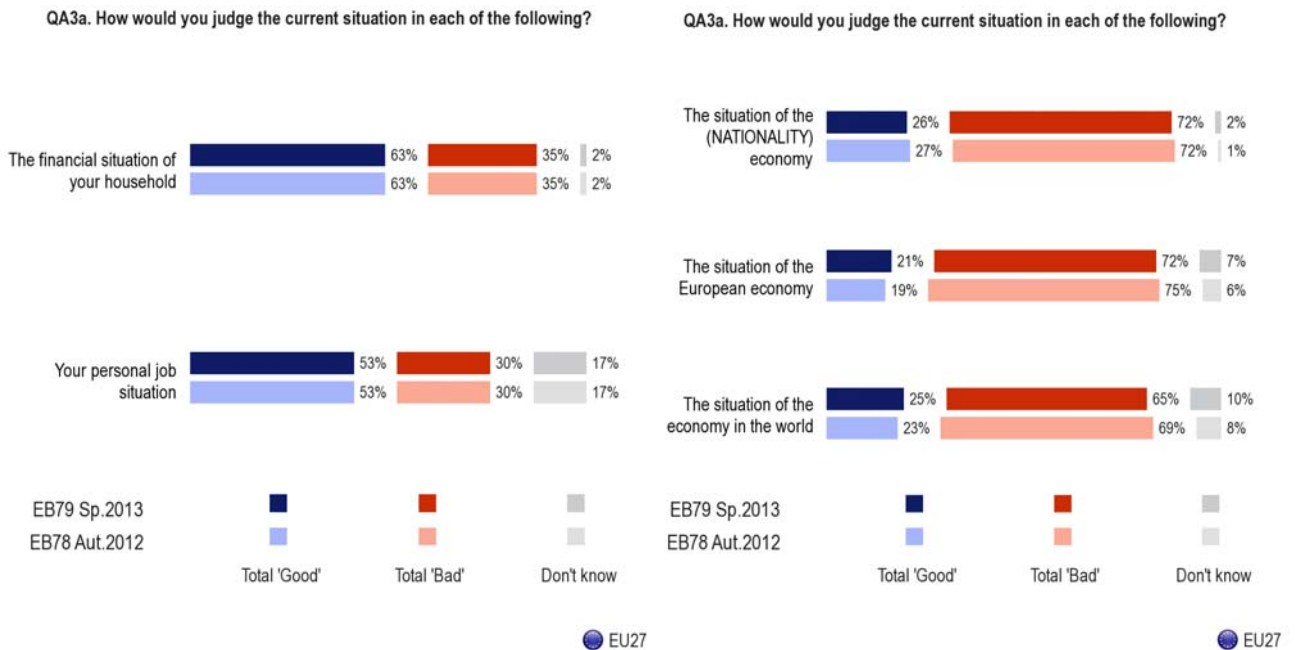 QA3a. How would you judge the current situation in each of the following?
The financial situation of
your household
63% 35% 2%
63% 35% 2%
Your personal job
situation
53% 30% 17%
53% 30% 17%
EB79 Sp.2013
EB78 Aut.2012
Total 'Good' Total 'Bad' Don't know
EU27
QA3a. How would you judge the current situation in each of the following?
The situation of the
(NATIONALITY)
economy
26% 72% 2%
27% 72% 1%
The situation of the
European economy
21% 72% 7%
19% 75% 6%
The situation of the
economy in the world
25% 65% 10%
23% 69% 8%
EB79 Sp.2013
EB78 Aut.2012
Total 'Good' Total 'Bad' Don't know
EU27